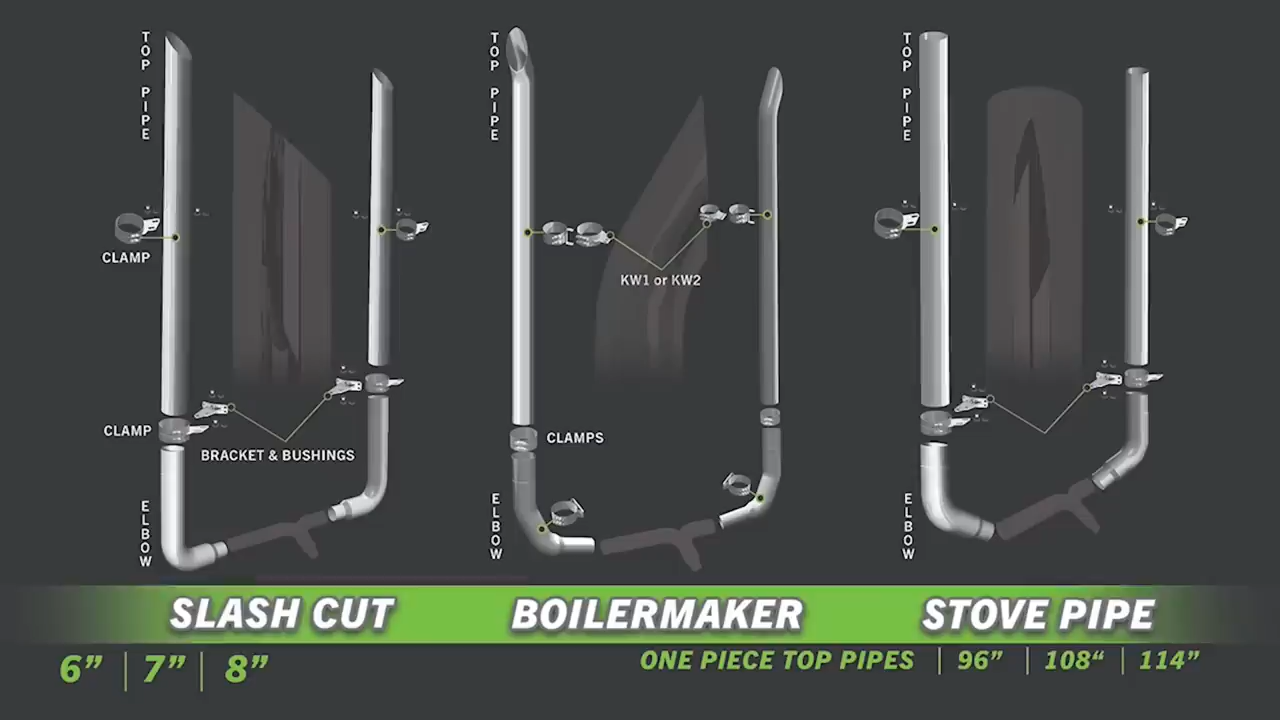 TOP PIPE
CLAMP
CLAMP
BRACKET & BUSHINGS
ELBOW
TOP PIPE
KW1 or KW2
CLAMPS
ELBOW
TOP PIPE
ELBOW
SLASH CUT
BOILERMAKER
STOVE PIPE
6” | 7” | 8”
ONE PIECE TOP PIPES | 96” | 108“ | 114”